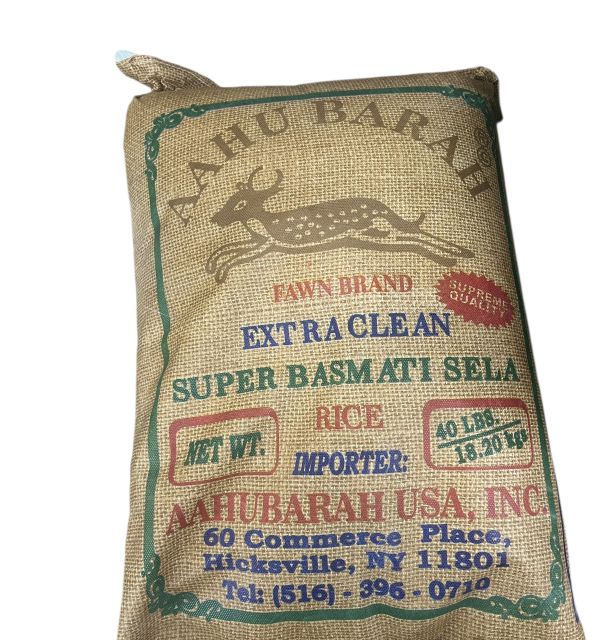 AAHU BARAH
®
FAWN BRAND
SUPREME
QUALITY
EXTRA CLEAN
SUPER BASMATI SELA
RICE
NET WT.
40 LBS.
18.20 kgs
IMPORTER:
AAHUBARAH USA, INC.
60 Commerce Place,
Hicksville, NY 11801
Tel: (516) - 396 - 0710